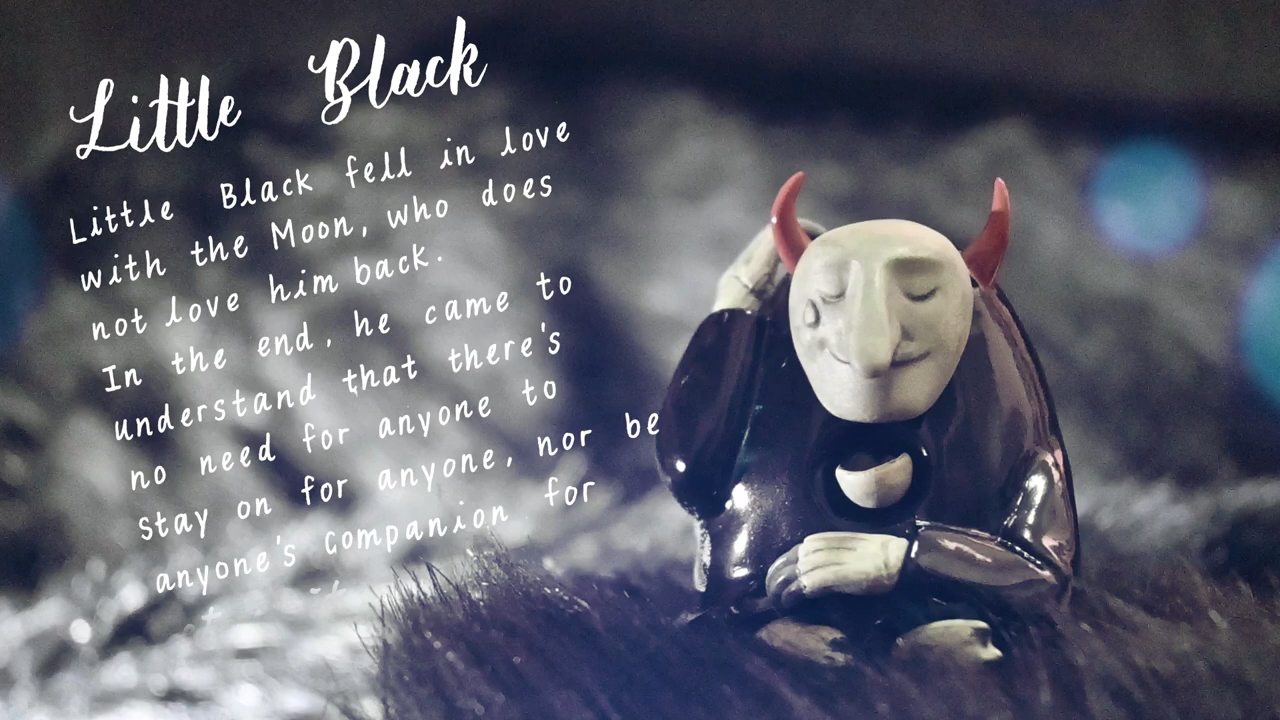 Little Black
Little Black fell in love
with the Moon, who does
not love him back.
In the end, he came to
understand that there's
no need for anyone to
stay on for anyone, nor be
anyone's companion for